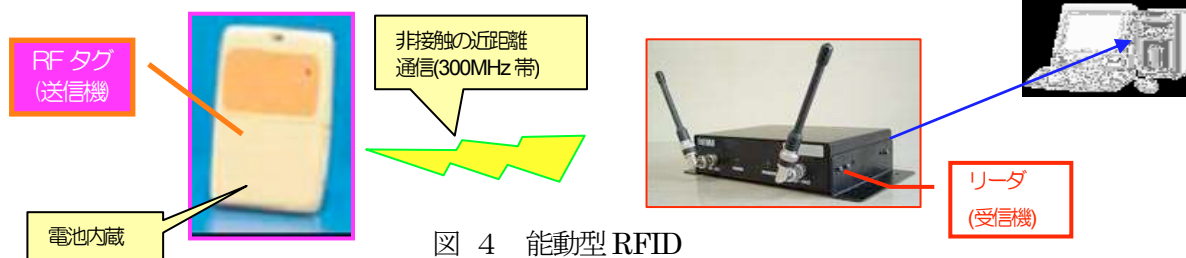 RF タグ
(送信機)
非接触の近距離
通信(300MHz 帯)
電池内蔵
リーダ
(受信機)
図 4 能動型 RFID